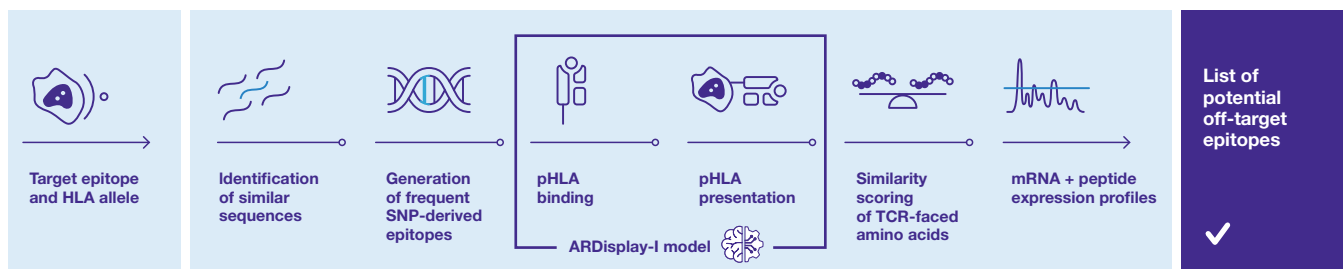 Target epitope
and HLA allele
Identification
of similar
sequences
Generation
of frequent
SNP-derived
epitopes
pHLA
binding
pHLA
presentation
ARDisplay-I model
Similarity
scoring
of TCR-faced
amino acids
mRNA + peptide
expression profiles
List of
potential
off-target
epitopes